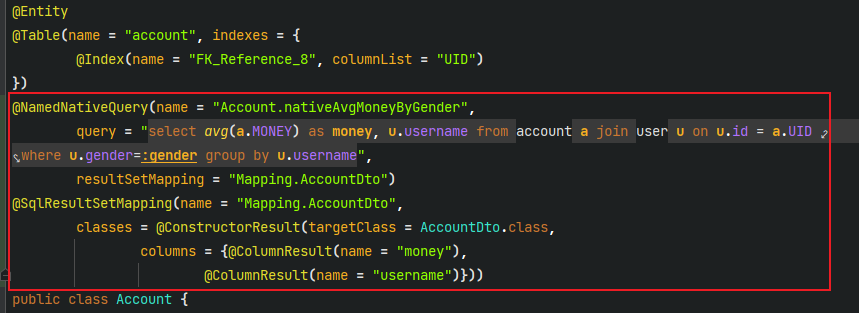 @Entity
@Table(name = "account", indexes = {
        @Index(name = "FK_Reference_8", columnList = "UID")
})
@NamedNativeQuery(name = "Account.nativeAvgMoneyByGender",
        query = "select avg(a.MONEY) as money, u.username from account a join user u on u.id = a.UID
where u.gender=:gender group by u.username",
        resultSetMapping = "Mapping.AccountDto")
@SqlResultSetMapping(name = "Mapping.AccountDto",
        classes = @ConstructorResult(targetClass = AccountDto.class,
                columns = {@ColumnResult(name = "money"),
                        @ColumnResult(name = "username")}))
public class Account {